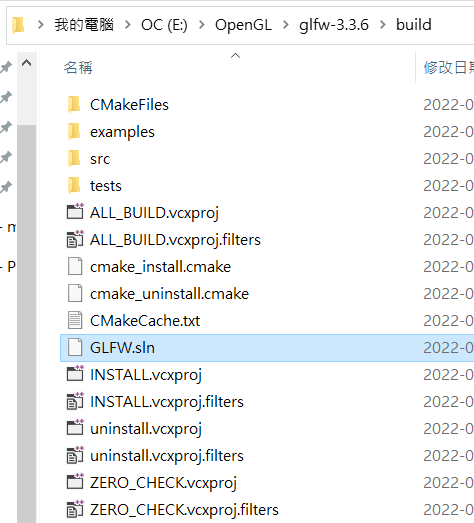 我的電腦 > OC (E:) > OpenGL > glfw-3.3.6 > build
名稱 修改日期
CMakeFiles 2022-0
examples 2022-0
src 2022-0
tests 2022-0
ALL_BUILD.vcxproj 2022-0
ALL_BUILD.vcxproj.filters 2022-0
cmake_install.cmake 2022-0
cmake_uninstall.cmake 2022-0
CMakeCache.txt 2022-0
GLFW.sln 2022-0
INSTALL.vcxproj 2022-0
INSTALL.vcxproj.filters 2022-0
uninstall.vcxproj 2022-0
uninstall.vcxproj.filters 2022-0
ZERO_CHECK.vcxproj 2022-0
ZERO_CHECK.vcxproj.filters 2022-0